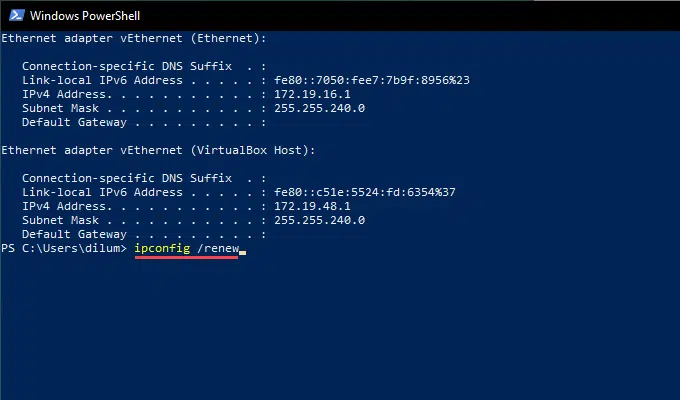 Windows PowerShell
Ethernet adapter vEthernet (Ethernet):
Connection-specific DNS Suffix  . :
Link-local IPv6 Address . . . . . : fe80::7050:fee7:7b9f:8956%23
IPv4 Address. . . . . . . . . . . : 172.19.16.1
Subnet Mask . . . . . . . . . . . : 255.255.240.0
Default Gateway . . . . . . . . . :
Ethernet adapter vEthernet (VirtualBox Host):
Connection-specific DNS Suffix  . :
Link-local IPv6 Address . . . . . : fe80::c51e:5524:fd:6354%37
IPv4 Address. . . . . . . . . . . : 172.19.48.1
Subnet Mask . . . . . . . . . . . : 255.255.240.0
Default Gateway . . . . . . . . . :
PS C:\Users\dilum> ipconfig /renew